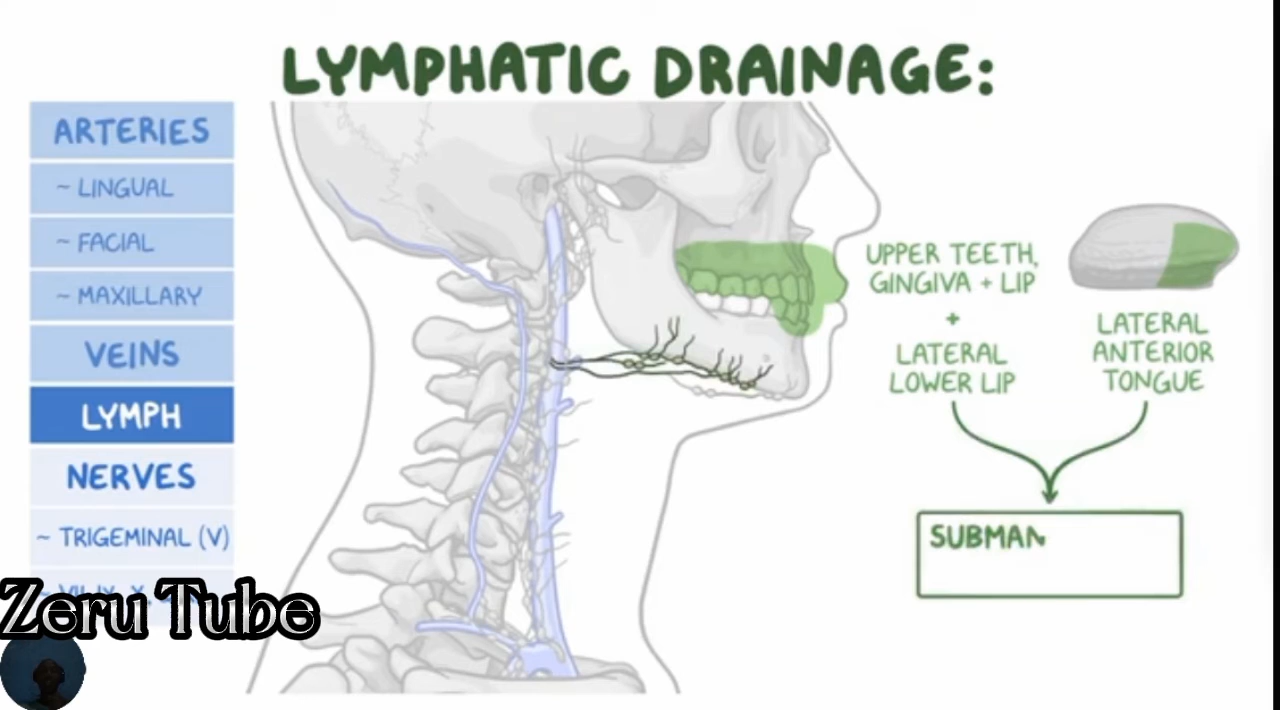 LYMPHATIC DRAINAGE:
ARTERIES
~ LINGUAL
~ FACIAL
~ MAXILLARY
VEINS
LYMPH
NERVES
~ TRIGEMINAL (V)
Zeru Tube
UPPER TEETH,
GINGIVA + LIP
+
LATERAL
LOWER LIP
LATERAL
ANTERIOR
TONGUE
SUBMAN